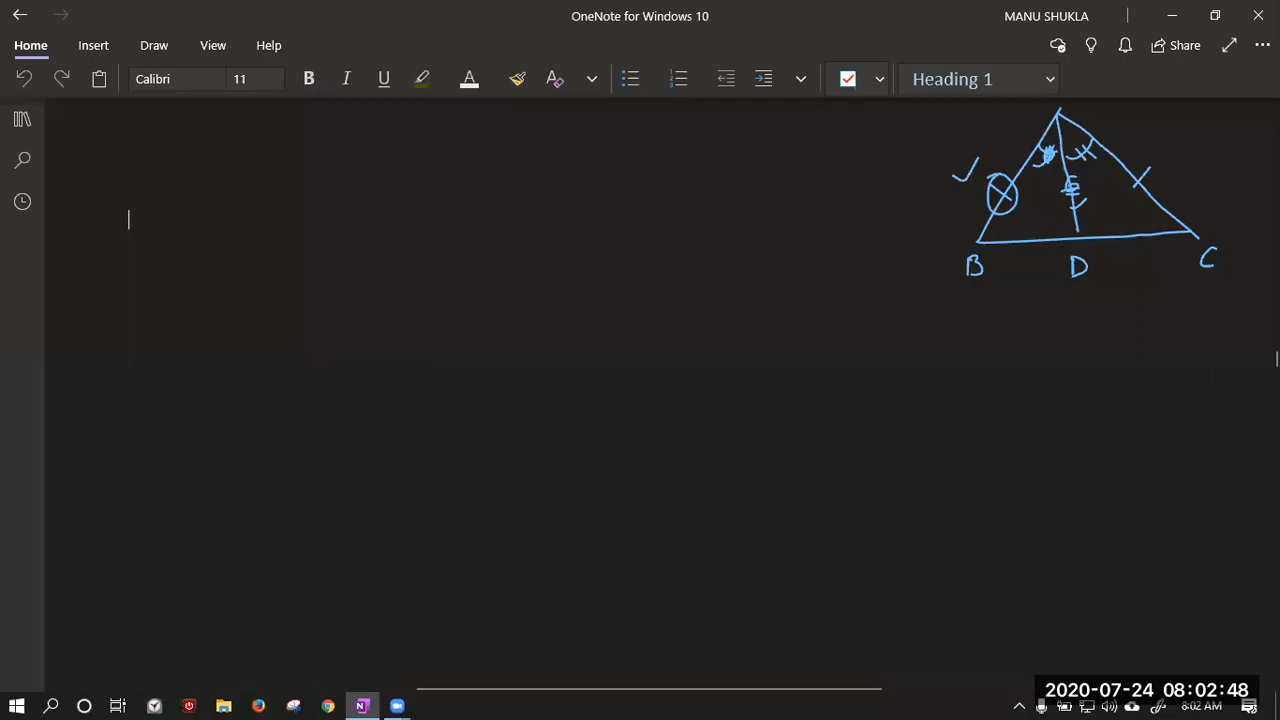 OneNote for Windows 10
MANU SHUKLA
Home Insert Draw View Help
Share
Calibri 11 B I U A Heading 1
B D C
2020-07-24 08:02:48
8:02 AM